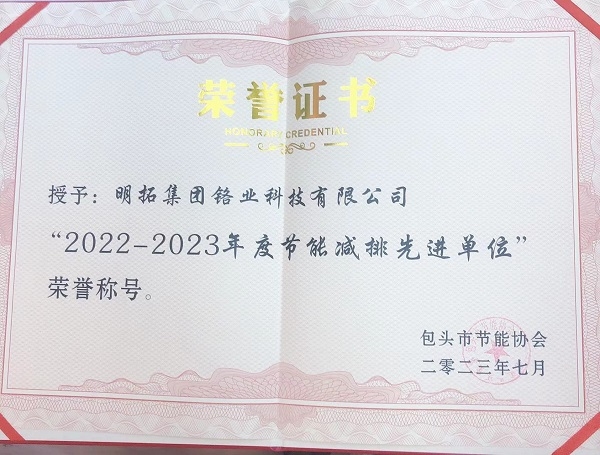 荣誉证书
HONORARY CREDENTIAL
授予：明拓集团铬业科技有限公司
“2022-2023年度节能减排先进单位”
荣誉称号。
包头市节能协会
二零二三年七月